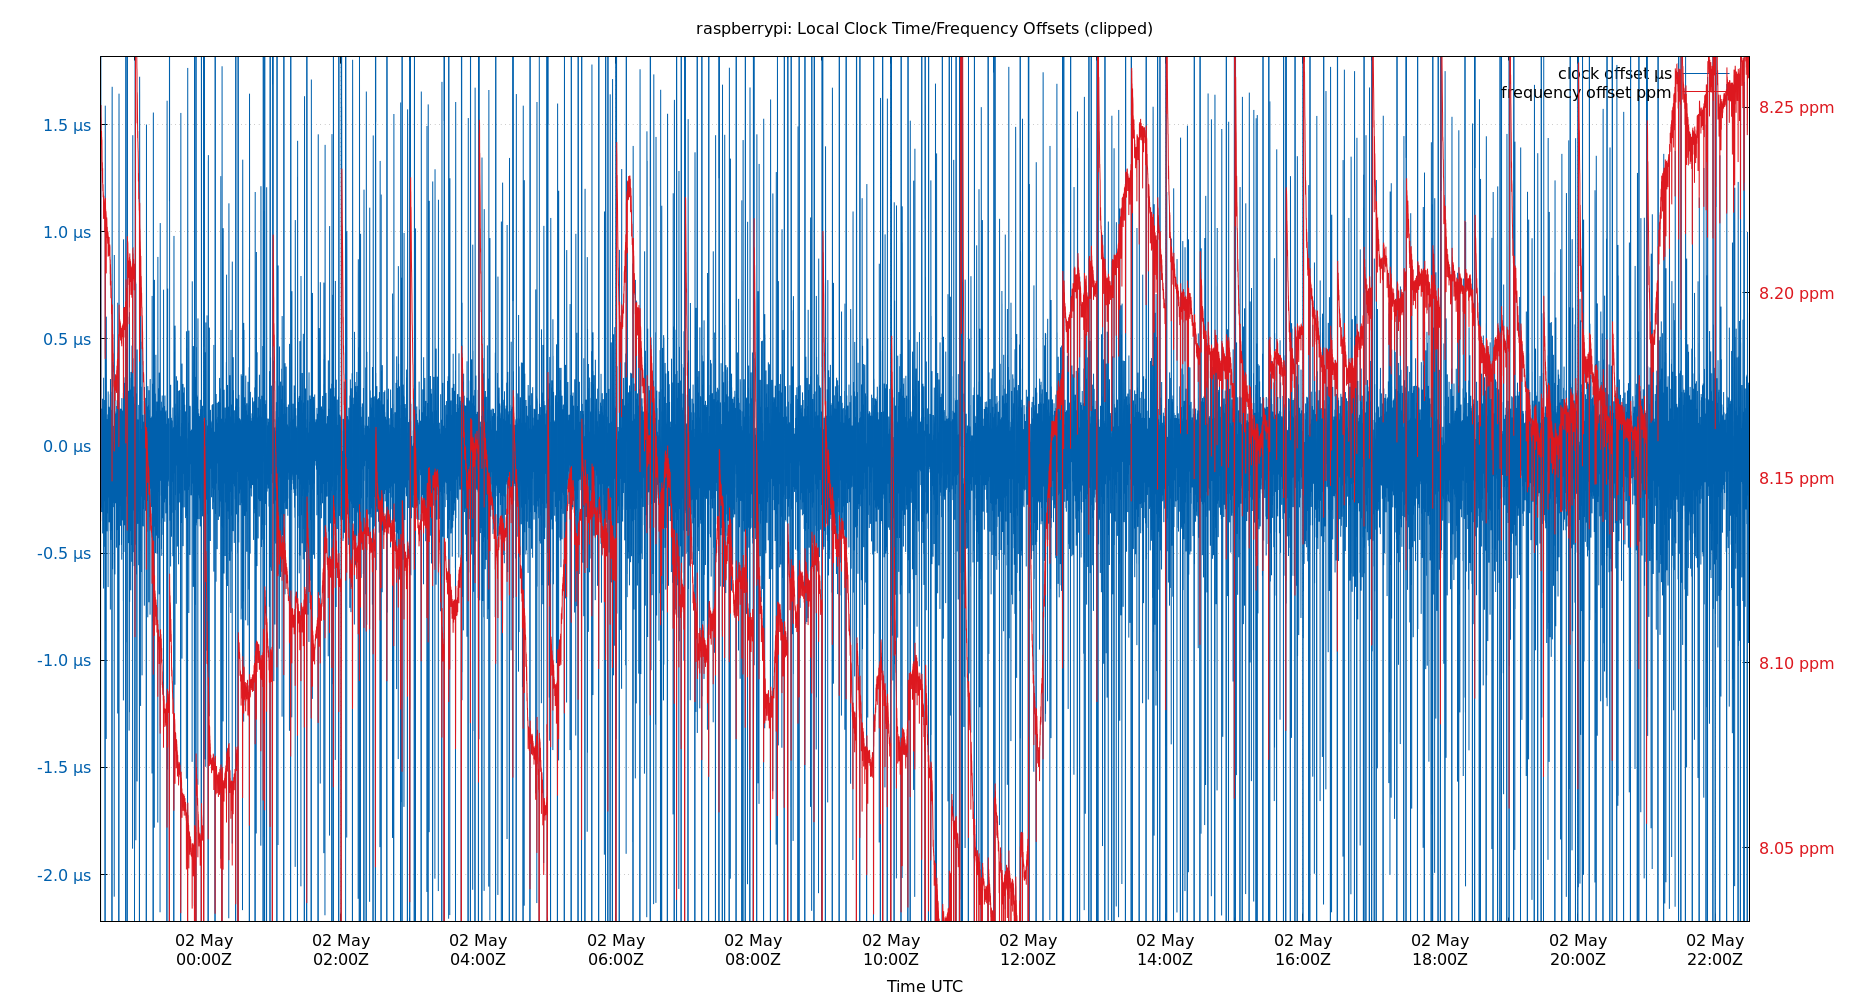 raspberrypi: Local Clock Time/Frequency Offsets (clipped)
clock offset µs
frequency offset ppm
1.5 µs
1.0 µs
0.5 µs
0.0 µs
-0.5 µs
-1.0 µs
-1.5 µs
-2.0 µs
8.25 ppm
8.20 ppm
8.15 ppm
8.10 ppm
8.05 ppm
02 May 02 May 02 May 02 May 02 May 02 May 02 May 02 May 02 May 02 May 02 May 02 May
00:00Z 02:00Z 04:00Z 06:00Z 08:00Z 10:00Z 12:00Z 14:00Z 16:00Z 18:00Z 20:00Z 22:00Z
Time UTC